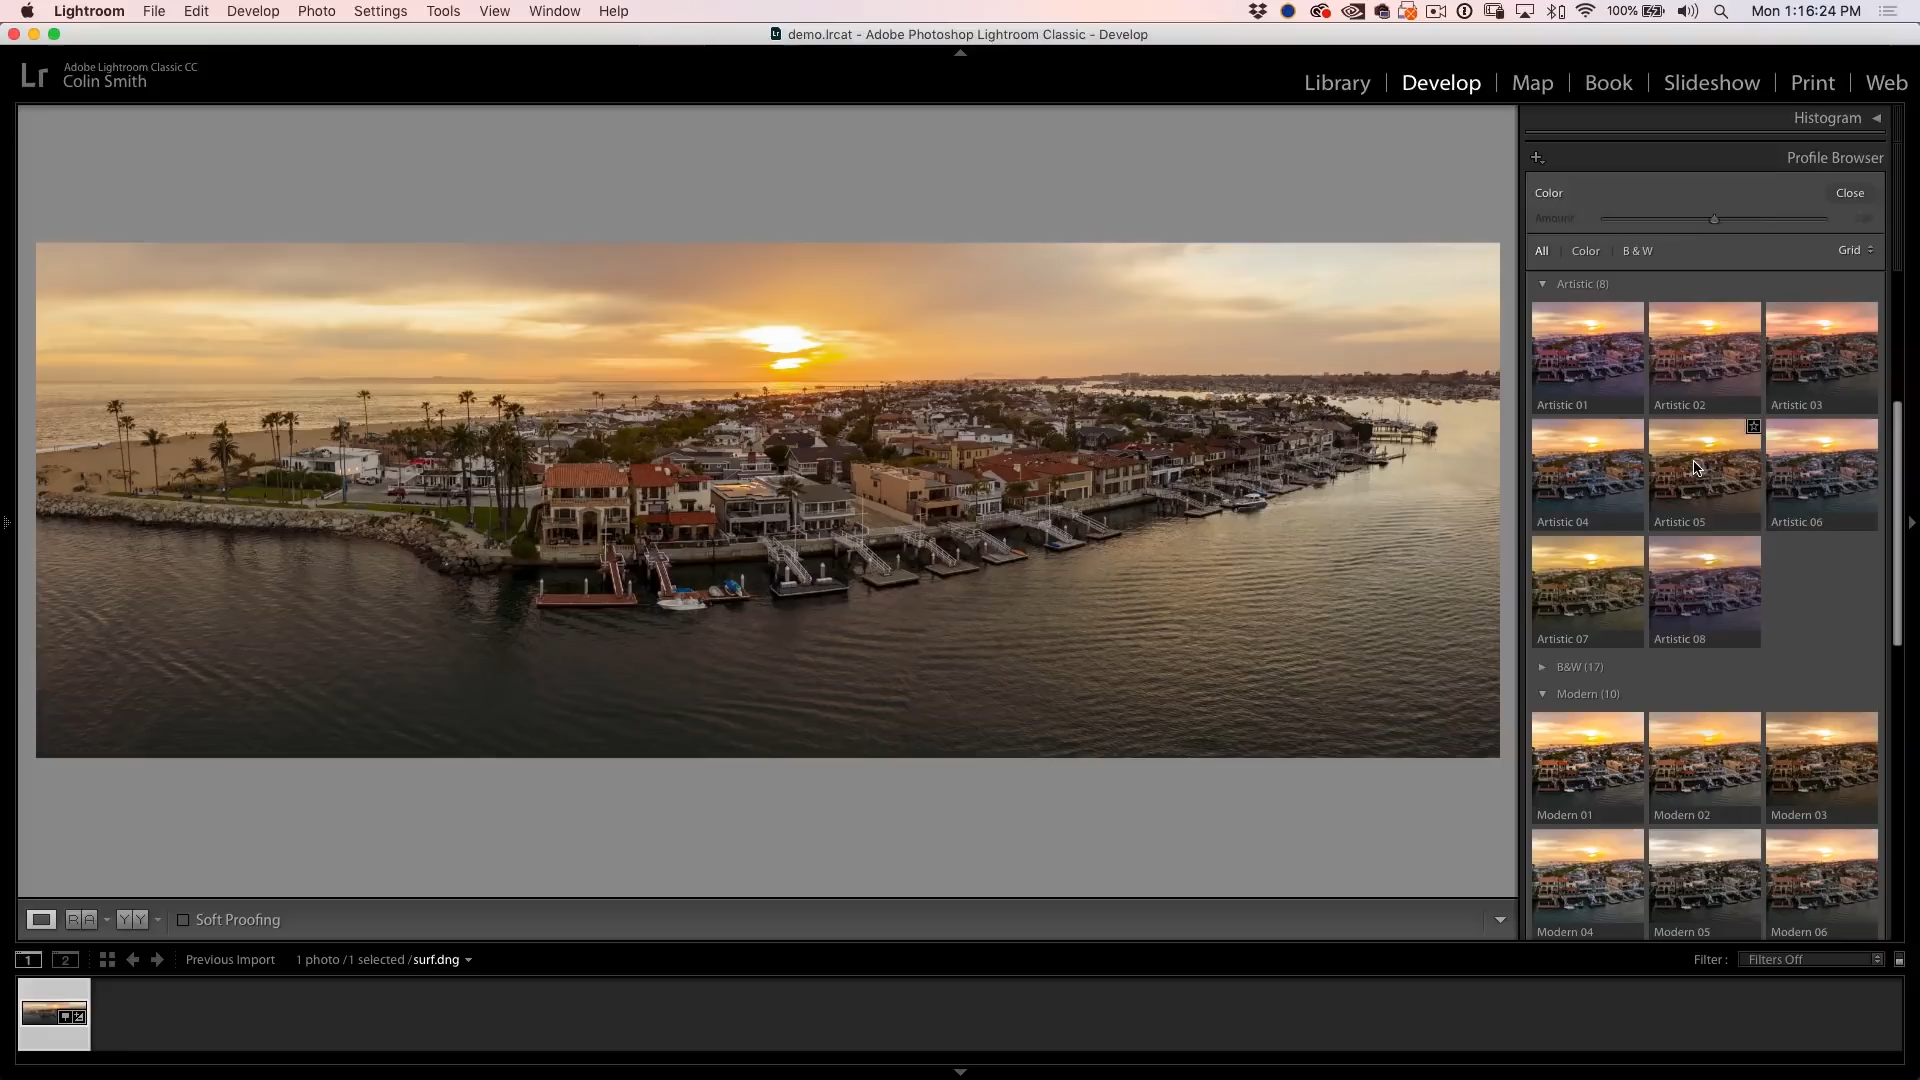 Lightroom File Edit Develop Photo Settings Tools View Window Help 100% Mon 1:16:24 PM
demo.lrcat - Adobe Photoshop Lightroom Classic - Develop
Lr Adobe Lightroom Classic CC
Colin Smith
Library | Develop | Map | Book | Slideshow | Print | Web
Histogram
Profile Browser
Color Close
Amount
All Color B & W Grid
Artistic (8)
Artistic 01 Artistic 02 Artistic 03
Artistic 04 Artistic 05 Artistic 06
Artistic 07 Artistic 08
B&W (17)
Modern (10)
Modern 01 Modern 02 Modern 03
Modern 04 Modern 05 Modern 06
R A Y Y Soft Proofing
1 2 Previous Import 1 photo / 1 selected / surf.dng Filter : Filters Off